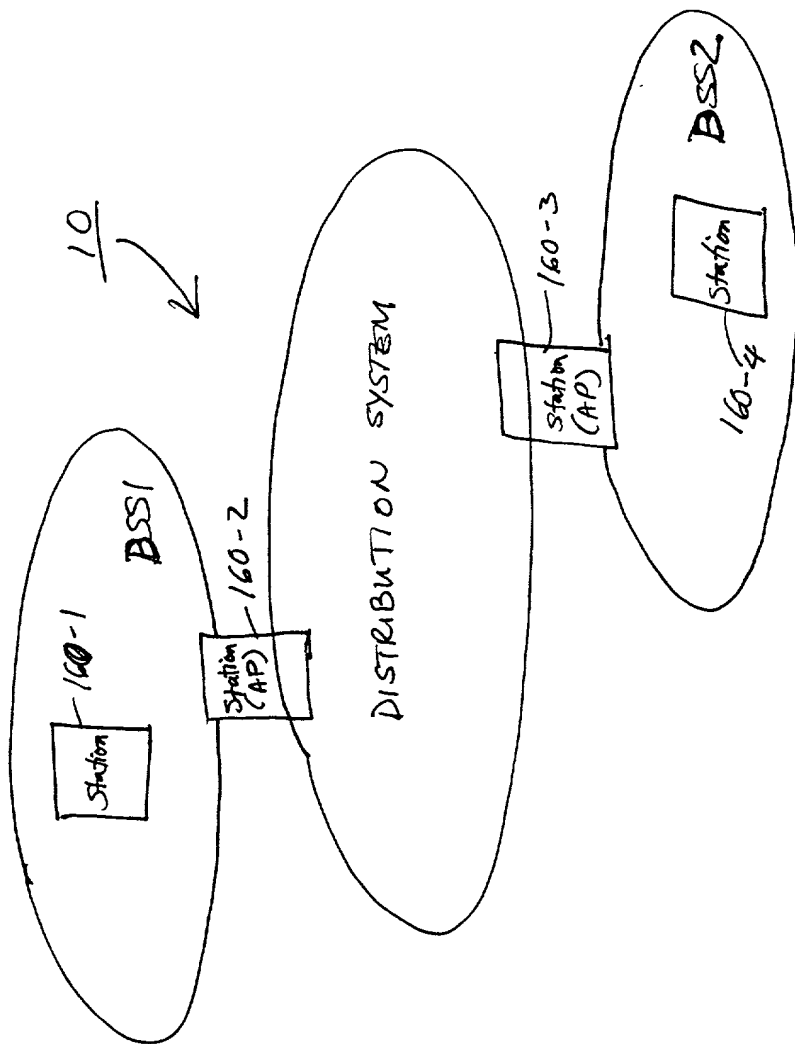 10
BSS1
Station
160-1
Station
(AP)
160-2
DISTRIBUTION SYSTEM
Station
(AP)
160-3
BSS2
Station
160-4